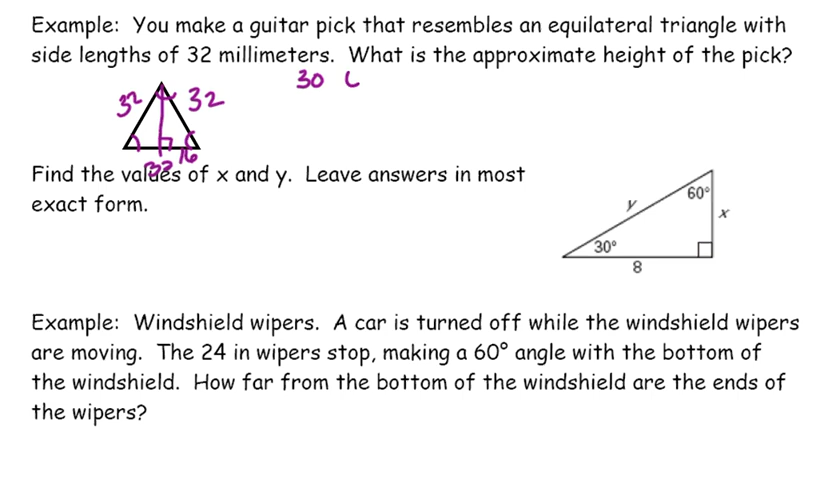 Example: You make a guitar pick that resembles an equilateral triangle with
side lengths of 32 millimeters. What is the approximate height of the pick?
30
32 32
32 16
Find the values of x and y. Leave answers in most
exact form.
60°
y x
30°
8
Example: Windshield wipers. A car is turned off while the windshield wipers
are moving. The 24 in wipers stop, making a 60° angle with the bottom of
the windshield. How far from the bottom of the windshield are the ends of
the wipers?